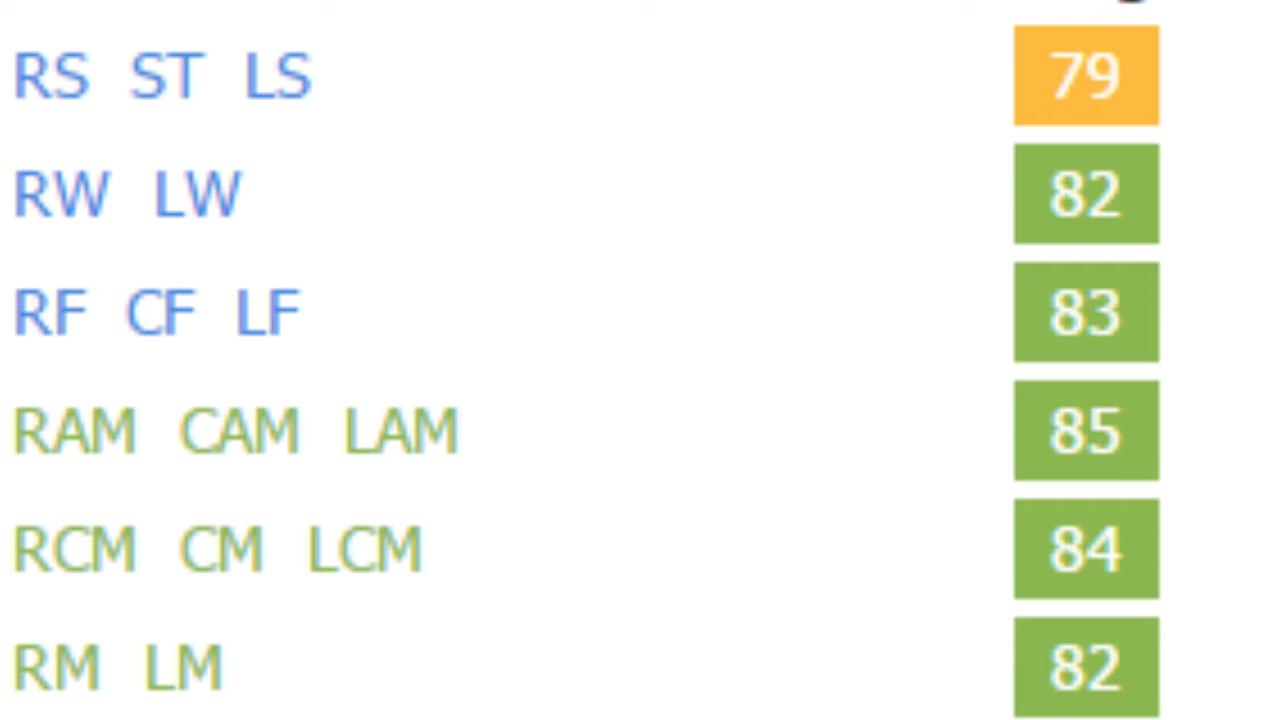 RS ST LS 79
RW LW 82
RF CF LF 83
RAM CAM LAM 85
RCM CM LCM 84
RM LM 82